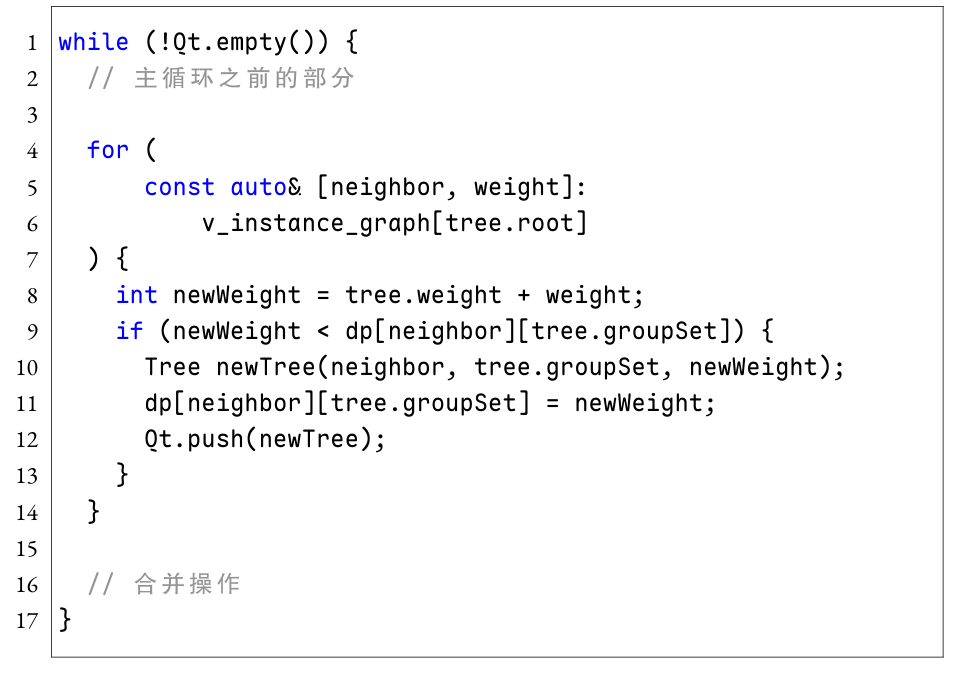 1 while (!Qt.empty()) {
2   // 主循环之前的部分
3
4   for (
5       const auto& [neighbor, weight]:
6           v_instance_graph[tree.root]
7   ) {
8     int newWeight = tree.weight + weight;
9     if (newWeight < dp[neighbor][tree.groupSet]) {
10       Tree newTree(neighbor, tree.groupSet, newWeight);
11       dp[neighbor][tree.groupSet] = newWeight;
12       Qt.push(newTree);
13     }
14   }
15
16   // 合并操作
17 }